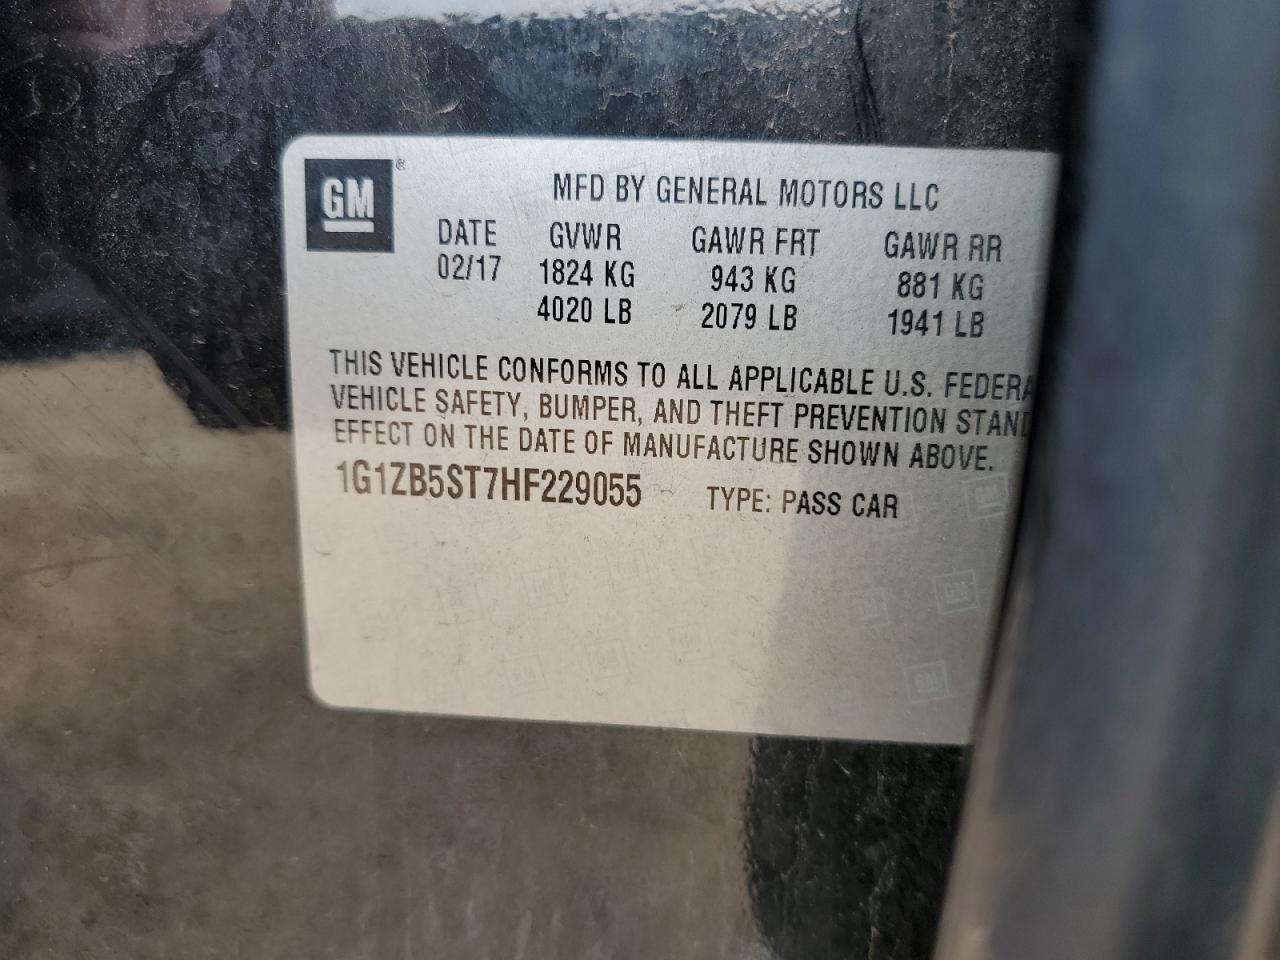 GM®
MFD BY GENERAL MOTORS LLC
DATE GVWR GAWR FRT GAWR RR
02/17 1824 KG 943 KG 881 KG
4020 LB 2079 LB 1941 LB
THIS VEHICLE CONFORMS TO ALL APPLICABLE U.S. FEDERA
VEHICLE SAFETY, BUMPER, AND THEFT PREVENTION STAND
EFFECT ON THE DATE OF MANUFACTURE SHOWN ABOVE.
1G1ZB5ST7HF229055 TYPE: PASS CAR